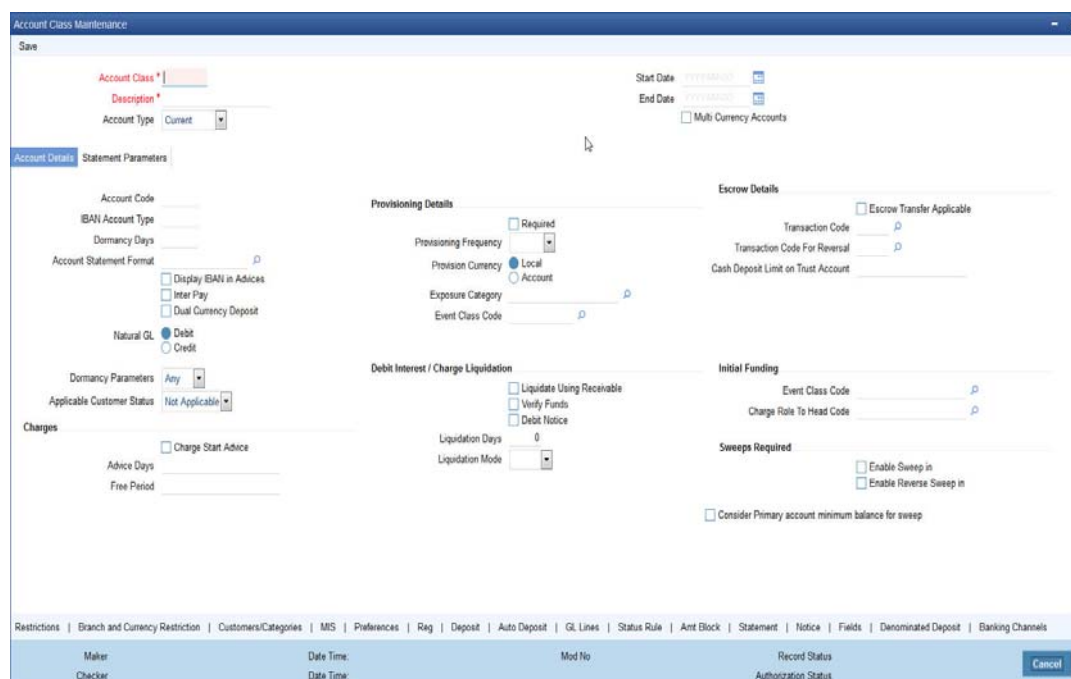 Account Class Maintenance
Save
Account Class *
Description *
Account Type Current
Start Date YYYY-MM-DD
End Date YYYY-MM-DD
Multi Currency Accounts
Account Details Statement Parameters
Account Code
IBAN Account Type
Dormancy Days
Account Statement Format
Display IBAN in Advices
Inter Pay
Dual Currency Deposit
Natural GL Debit
Credit
Dormancy Parameters Any
Applicable Customer Status Not Applicable
Charges
Charge Start Advice
Advice Days
Free Period
Provisioning Details
Required
Provisioning Frequency
Provision Currency Local
Account
Exposure Category
Event Class Code
Debit Interest / Charge Liquidation
Liquidate Using Receivable
Verify Funds
Debit Notice
Liquidation Days 0
Liquidation Mode
Escrow Details
Escrow Transfer Applicable
Transaction Code
Transaction Code For Reversal
Cash Deposit Limit on Trust Account
Initial Funding
Event Class Code
Charge Role To Head Code
Sweeps Required
Enable Sweep in
Enable Reverse Sweep in
Consider Primary account minimum balance for sweep
Restrictions | Branch and Currency Restriction | Customers/Categories | MIS | Preferences | Reg | Deposit | Auto Deposit | GL Lines | Status Rule | Amt Block | Statement | Notice | Fields | Denominated Deposit | Banking Channels
Maker Date Time: Mod No Record Status
Checker Date Time: Authorization Status
Cancel